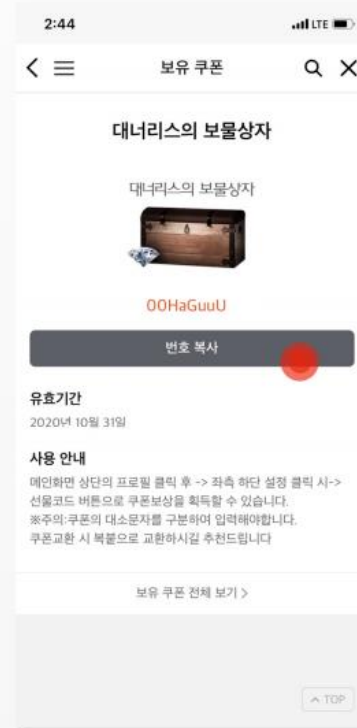 2:44
LTE
보유 쿠폰
대너리스의 보물상자
대너리스의 보물상자
OOHaGuuU
번호 복사
유효기간
2020년 10월 31일
사용 안내
메인화면 상단의 프로필 클릭 후 -> 좌측 하단 설정 클릭 시->
선물코드 버튼으로 쿠폰보상을 획득할 수 있습니다.
※주의:쿠폰의 대소문자를 구분하여 입력해야합니다.
쿠폰교환 시 복붙으로 교환하시길 추천드립니다
보유 쿠폰 전체 보기 >
TOP